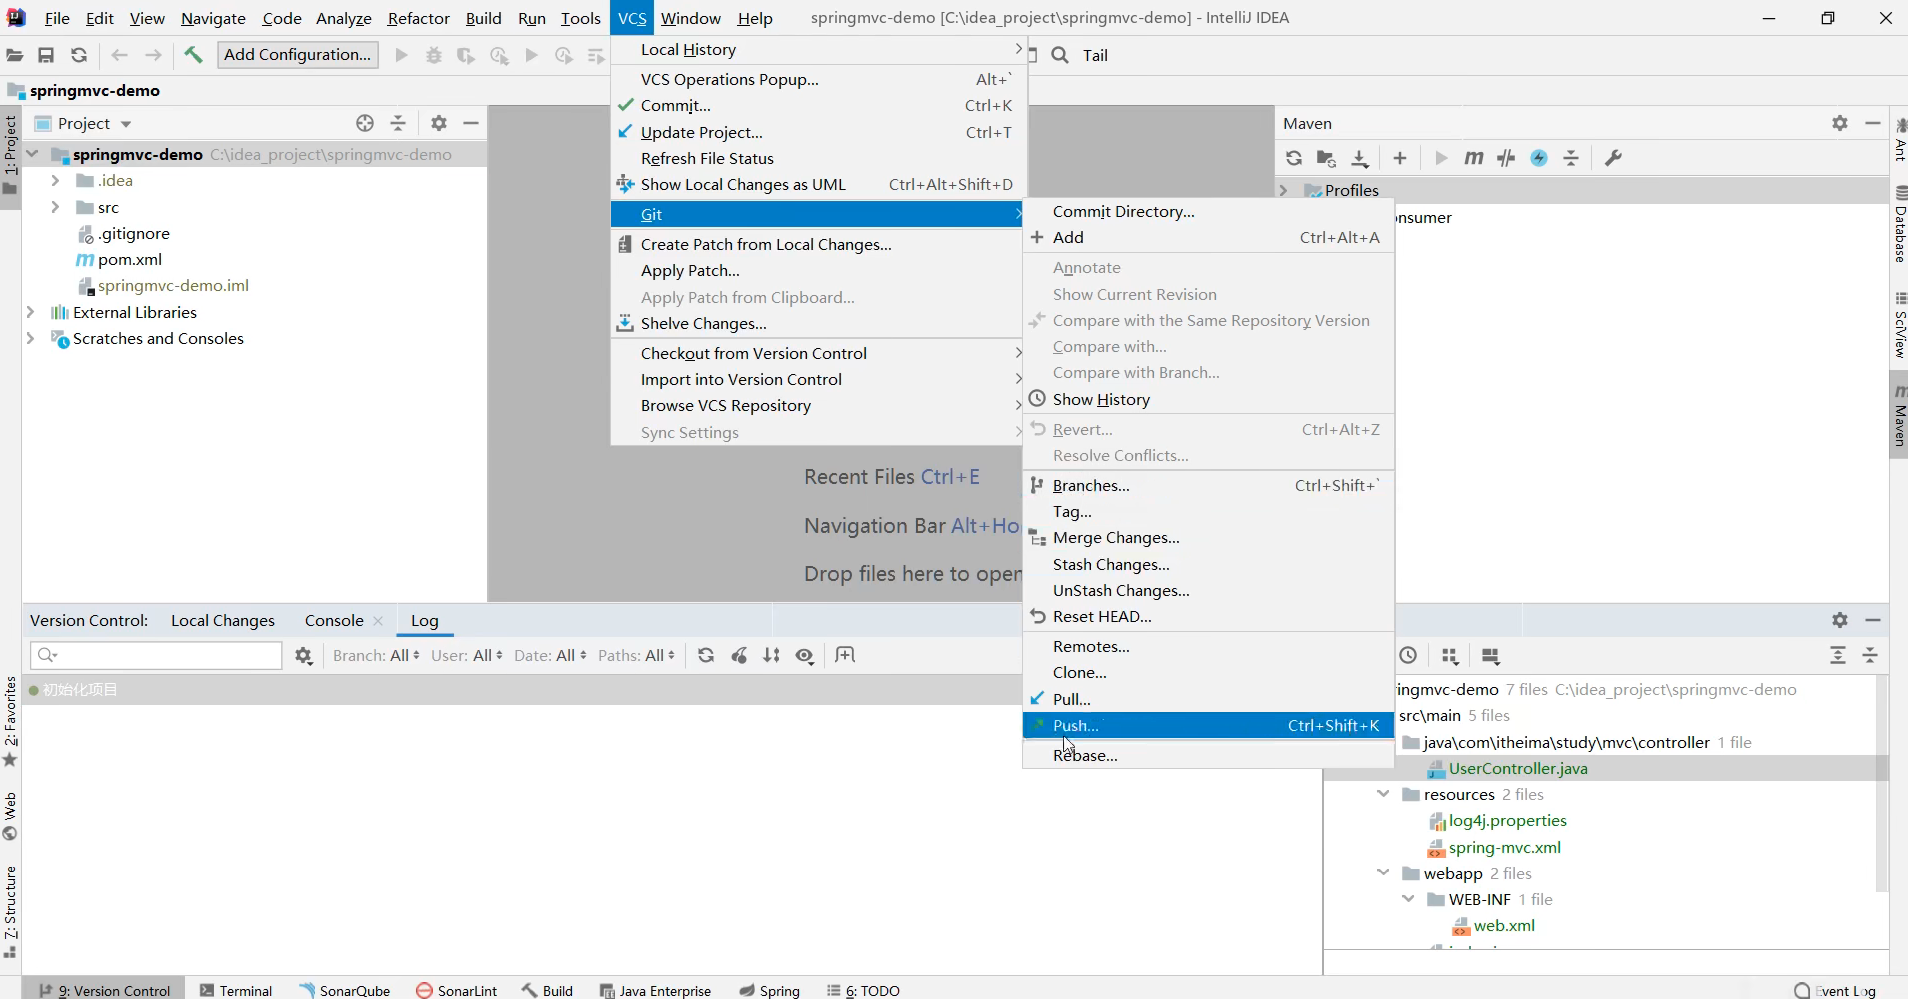 File Edit View Navigate Code Analyze Refactor Build Run Tools VCS Window Help springmvc-demo [C:\idea_project\springmvc-demo] - IntelliJ IDEA
Add Configuration... Tail
springmvc-demo
Project
springmvc-demo C:\idea_project\springmvc-demo
.idea
src
.gitignore
pom.xml
springmvc-demo.iml
External Libraries
Scratches and Consoles
1: Project
2: Favorites
Web
Z: Structure
Local History
VCS Operations Popup... Alt+`
Commit... Ctrl+K
Update Project... Ctrl+T
Refresh File Status
Show Local Changes as UML Ctrl+Alt+Shift+D
Git
Create Patch from Local Changes...
Apply Patch...
Apply Patch from Clipboard...
Shelve Changes...
Checkout from Version Control
Import into Version Control
Browse VCS Repository
Sync Settings
Recent Files Ctrl+E
Navigation Bar Alt+Ho
Drop files here to open
Commit Directory...
Add Ctrl+Alt+A
Annotate
Show Current Revision
Compare with the Same Repository Version
Compare with...
Compare with Branch...
Show History
Revert... Ctrl+Alt+Z
Resolve Conflicts...
Branches... Ctrl+Shift+`
Tag...
Merge Changes...
Stash Changes...
UnStash Changes...
Reset HEAD...
Remotes...
Clone...
Pull...
Push... Ctrl+Shift+K
Rebase...
Maven
Profiles
nsumer
Ant
Database
SciView
Maven
Version Control: Local Changes Console Log
Branch: All User: All Date: All Paths: All
初始化项目
ingmvc-demo 7 files C:\idea_project\springmvc-demo
src\main 5 files
java\com\itheima\study\mvc\controller 1 file
UserController.java
resources 2 files
log4j.properties
spring-mvc.xml
webapp 2 files
WEB-INF 1 file
web.xml
9: Version Control Terminal SonarQube SonarLint Build Java Enterprise Spring 6: TODO Event Log